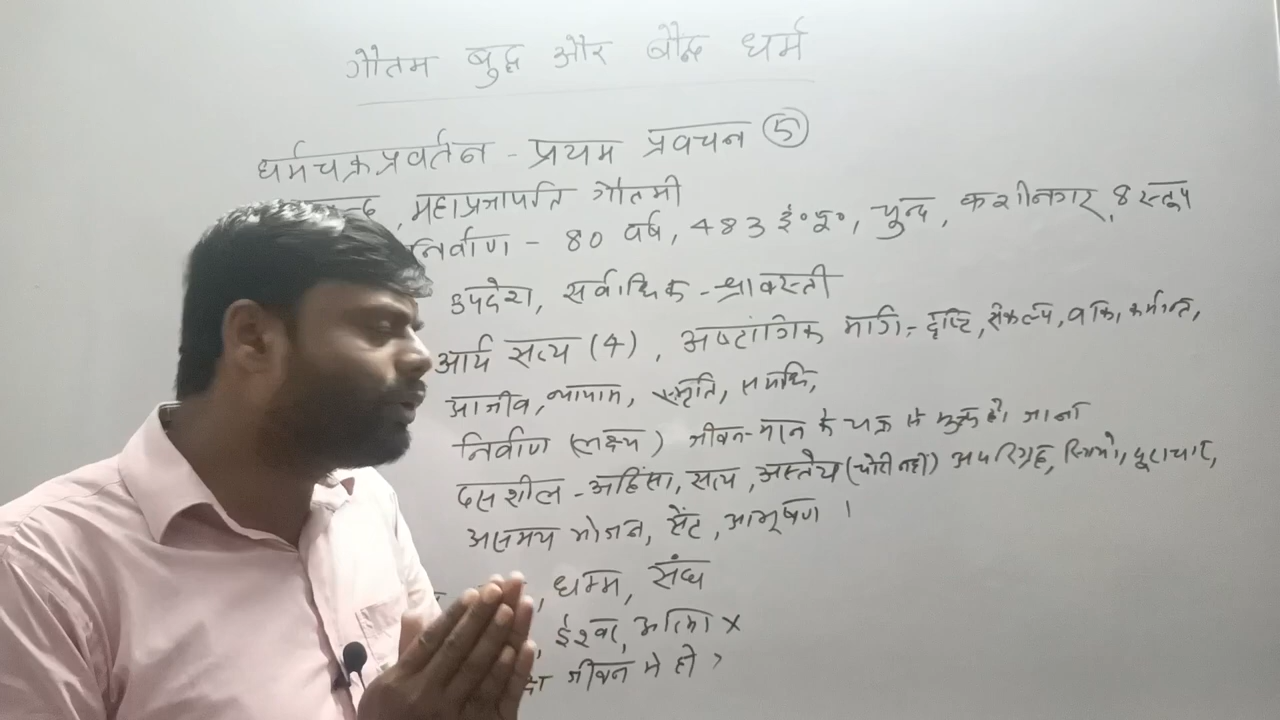 गौतम बुद्ध और बौद्ध धर्म
धर्मचक्रप्रवर्तन - प्रथम प्रवचन ⑤
, महाप्रजापति गौतमी
निर्वाण - 80 वर्ष, 483 ई०पू०, चुन्द, कुशीनगर, 8 स्तूप
उपदेश, सर्वाधिक - श्रावस्ती
आर्य सत्य (4), अष्टांगिक मार्ग - दृष्टि, संकल्प, वाक, कर्मान्त,
आजीव, व्यायाम, स्मृति, समाधि,
निर्वाण (लक्ष्य) जीवन-मरन के चक्र से मुक्त हो जाना
दस शील - अहिंसा, सत्य, अस्तेय (चोरी नहीं) अपरिग्रह, स्त्रियो,
असमय भोजन, सेंट, आभूषण ।
, धम्म, संघ
, ईश्वर, आत्मा ×
जीवन मे ही >